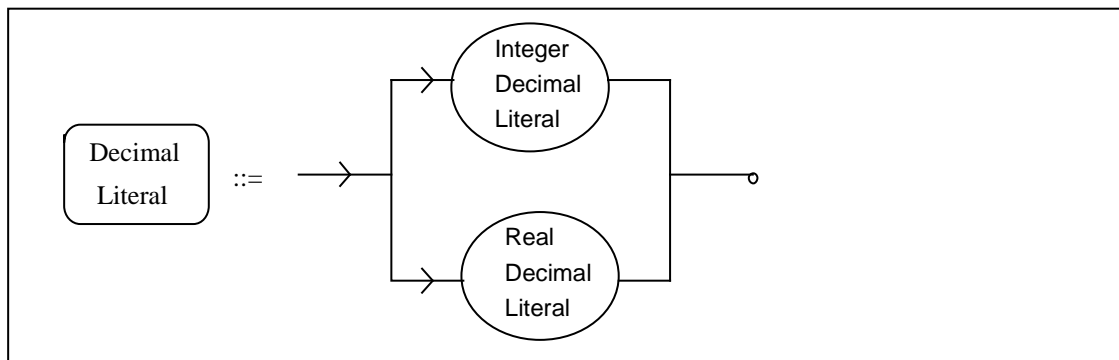 Decimal
Literal
::=
Integer
Decimal
Literal
Real
Decimal
Literal